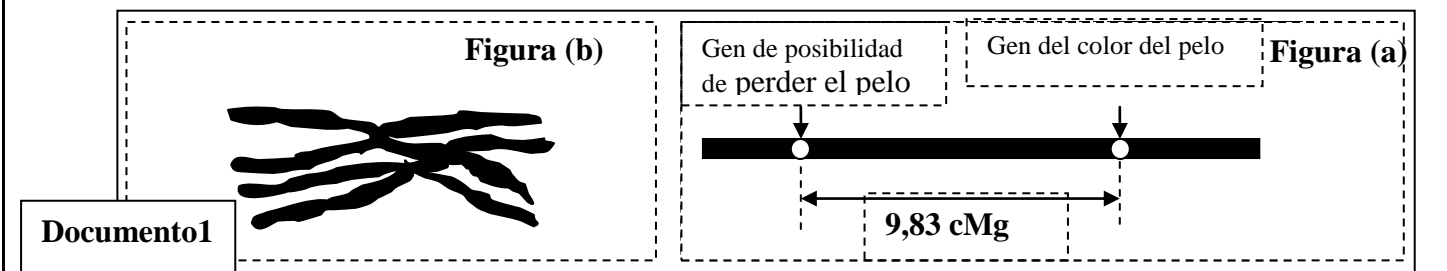 Figura (b)
Gen de posibilidad
de perder el pelo
Gen del color del pelo
Figura (a)
9,83 cMg
Documento1